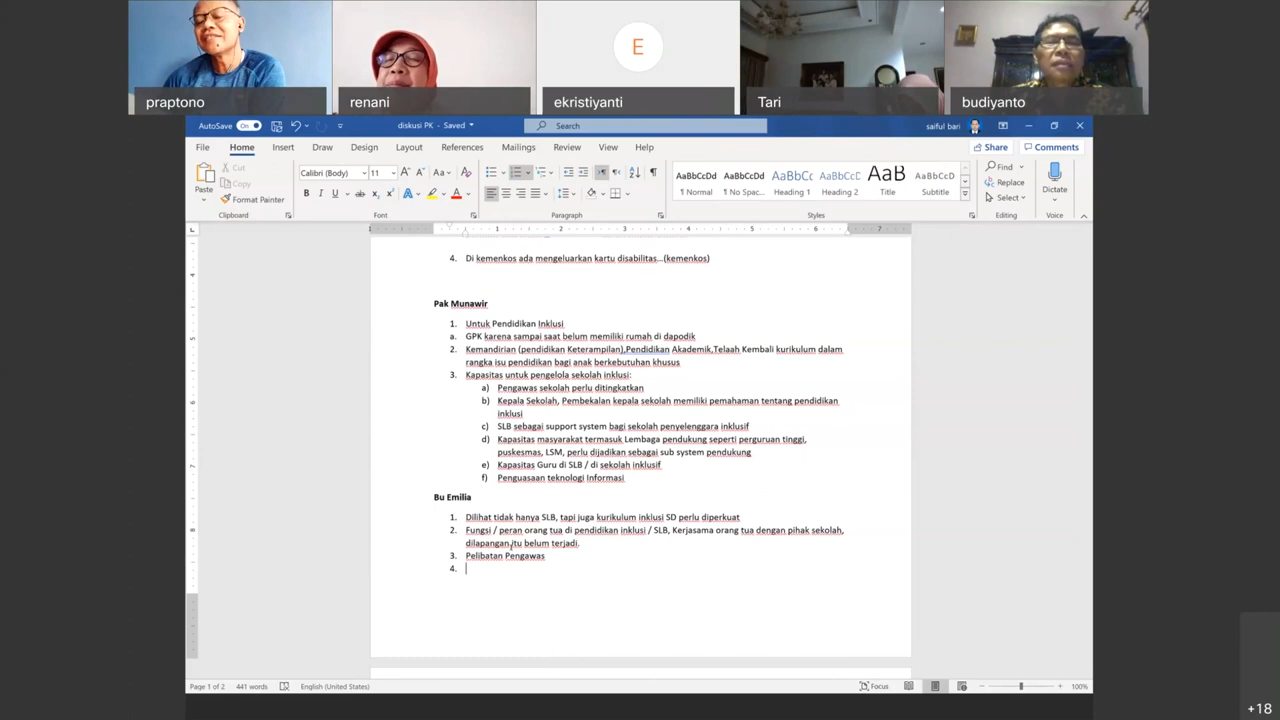 praptono
renani
E
ekristiyanti
Tari
budiyanto
AutoSave On
diskusi PK - Saved
Search
saiful bari
File Home Insert Draw Design Layout References Mailings Review View Help
Share Comments
Paste
Cut
Copy
Format Painter
Clipboard
Calibri (Body) 11
Font
Paragraph
AaBbCcDd AaBbCcDd AaBbCc AaBbCcD AaB AaBbCcD
¶ Normal ¶ No Spac... Heading 1 Heading 2 Title Subtitle
Styles
Find
Replace
Select
Editing
Dictate
Voice
4. Di kemenkos ada mengeluarkan kartu disabilitas...(kemenkos)
Pak Munawir
1. Untuk Pendidikan Inklusi
a. GPK karena sampai saat belum memiliki rumah di dapodik
2. Kemandirian (pendidikan Keterampilan),Pendidikan Akademik,Telaah Kembali kurikulum dalam
rangka isu pendidikan bagi anak berkebutuhan khusus
3. Kapasitas untuk pengelola sekolah inklusi:
a) Pengawas sekolah perlu ditingkatkan
b) Kepala Sekolah, Pembekalan kepala sekolah memiliki pemahaman tentang pendidikan
inklusi
c) SLB sebagai support system bagi sekolah penyelenggara inklusif
d) Kapasitas masyarakat termasuk Lembaga pendukung seperti perguruan tinggi,
puskesmas, LSM, perlu dijadikan sebagai sub system pendukung
e) Kapasitas Guru di SLB / di sekolah inklusif
f) Penguasaan teknologi Informasi
Bu Emilia
1. Dilihat tidak hanya SLB, tapi juga kurikulum inklusi SD perlu diperkuat
2. Fungsi / peran orang tua di pendidikan inklusi / SLB, Kerjasama orang tua dengan pihak sekolah,
dilapangan itu belum terjadi.
3. Pelibatan Pengawas
4.
Page 1 of 2 441 words English (United States) Focus 100%
+18